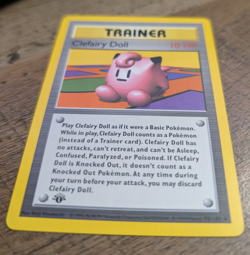 TRAINER
Clefairy Doll
10 HP
Play Clefairy Doll as if it were a Basic Pokémon.
While in play, Clefairy Doll counts as a Pokémon
(instead of a Trainer card). Clefairy Doll has
no attacks, can't retreat, and can't be Asleep,
Confused, Paralyzed, or Poisoned. If Clefairy
Doll is Knocked Out, it doesn't count as a
Knocked Out Pokémon. At any time during
your turn before your attack, you may discard
Clefairy Doll.